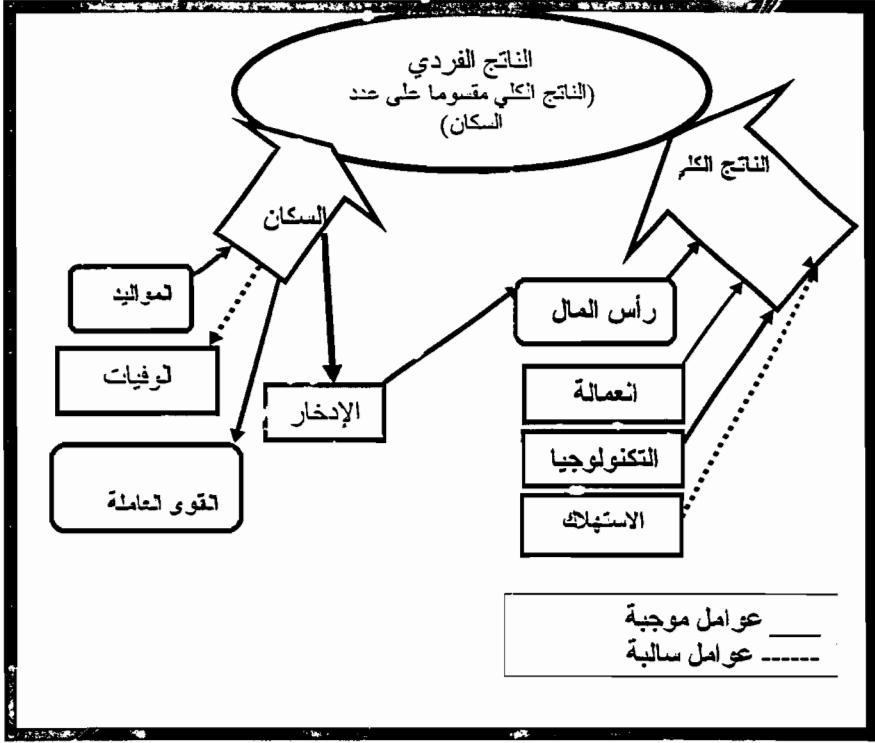 الناتج الفردي
(الناتج الكلي مقسوما على عدد
السكان)
الناتج الكلي
السكان
المواليد
الوفيات
القوى العاملة
الإدخار
رأس المال
العمالة
التكنولوجيا
الاستهلاك
___ عوامل موجبة
------ عوامل سالبة